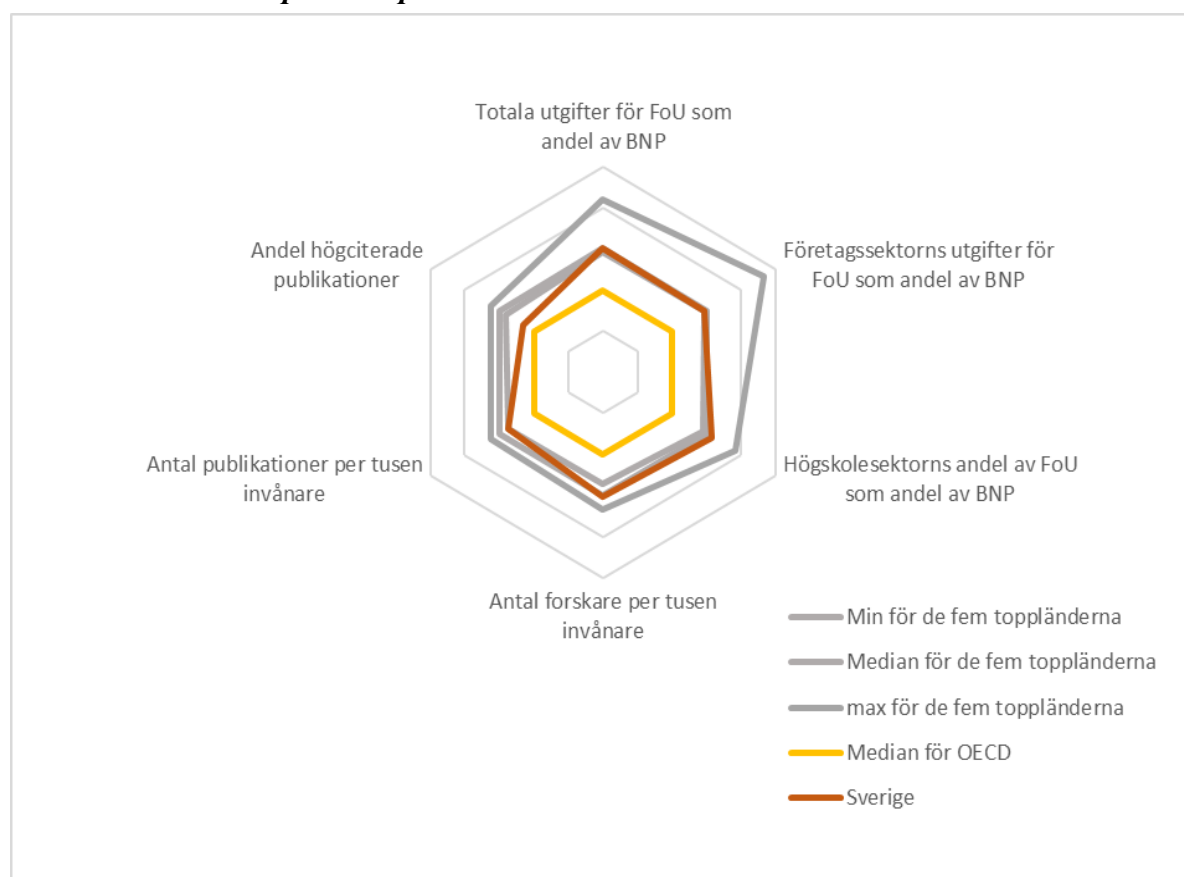 Totala utgifter för FoU som
andel av BNP
Andel högciterade
publikationer
Företagssektorns utgifter för
FoU som andel av BNP
Antal publikationer per tusen
invånare
Högskolesektorns andel av FoU
som andel av BNP
Antal forskare per tusen
invånare
Min för de fem toppländerna
Median för de fem toppländerna
max för de fem toppländerna
Median för OECD
Sverige